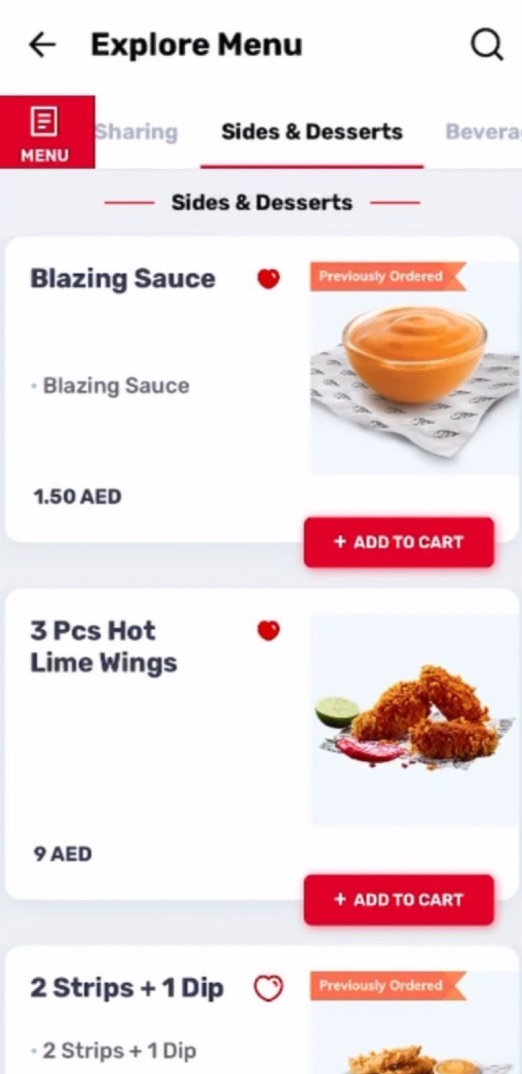 Explore Menu
MENU
Sharing
Sides & Desserts
Bevera
Sides & Desserts
Blazing Sauce
Previously Ordered
• Blazing Sauce
1.50 AED
+ ADD TO CART
3 Pcs Hot
Lime Wings
9 AED
+ ADD TO CART
2 Strips + 1 Dip
Previously Ordered
• 2 Strips + 1 Dip